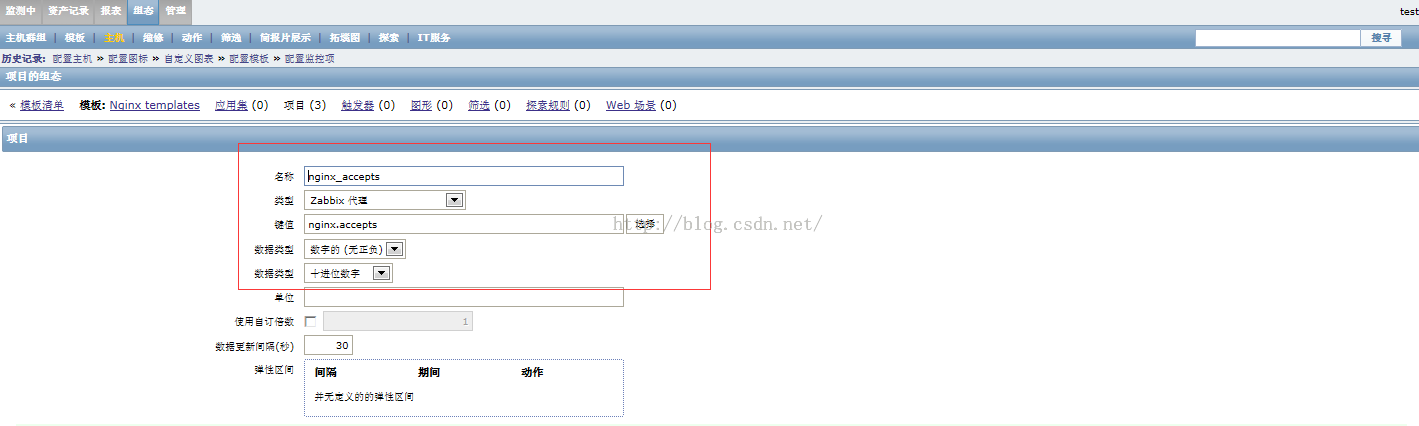 监测中 资产记录 报表 组态 管理
test
主机群组 | 模板 | 主机 | 维修 | 动作 | 筛选 | 简报片展示 | 拓扑图 | 探索 | IT服务
搜寻
历史记录: 配置主机 » 配置图标 » 自定义图表 » 配置模板 » 配置监控项
项目的组态
« 模板清单 模板: Nginx templates 应用集 (0) 项目 (3) 触发器 (0) 图形 (0) 筛选 (0) 探索规则 (0) Web 场景 (0)
项目
名称 nginx_accepts
类型 Zabbix 代理
键值 nginx.accepts 选择
http://blog.csdn.net/
数据类型 数字的 (无正负)
数据类型 十进位数字
单位
使用自订倍数 1
数据更新间隔(秒) 30
弹性区间 间隔 期间 动作
并无定义的的弹性区间